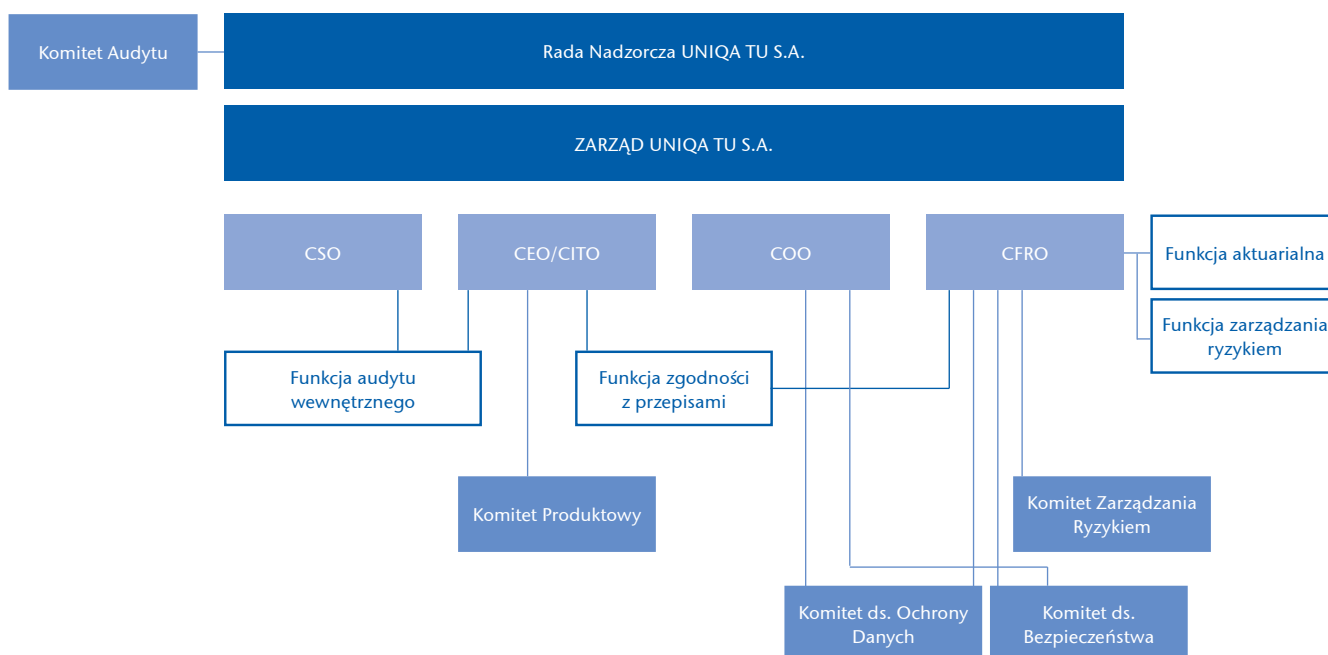 Komitet Audytu
Rada Nadzorcza UNIQA TU S.A.
ZARZĄD UNIQA TU S.A.
CSO
CEO/CITO
COO
CFRO
Funkcja aktuarialna
Funkcja zarządzania
ryzykiem
Funkcja audytu
wewnętrznego
Funkcja zgodności
z przepisami
Komitet Produktowy
Komitet Zarządzania
Ryzykiem
Komitet ds. Ochrony
Danych
Komitet ds.
Bezpieczeństwa